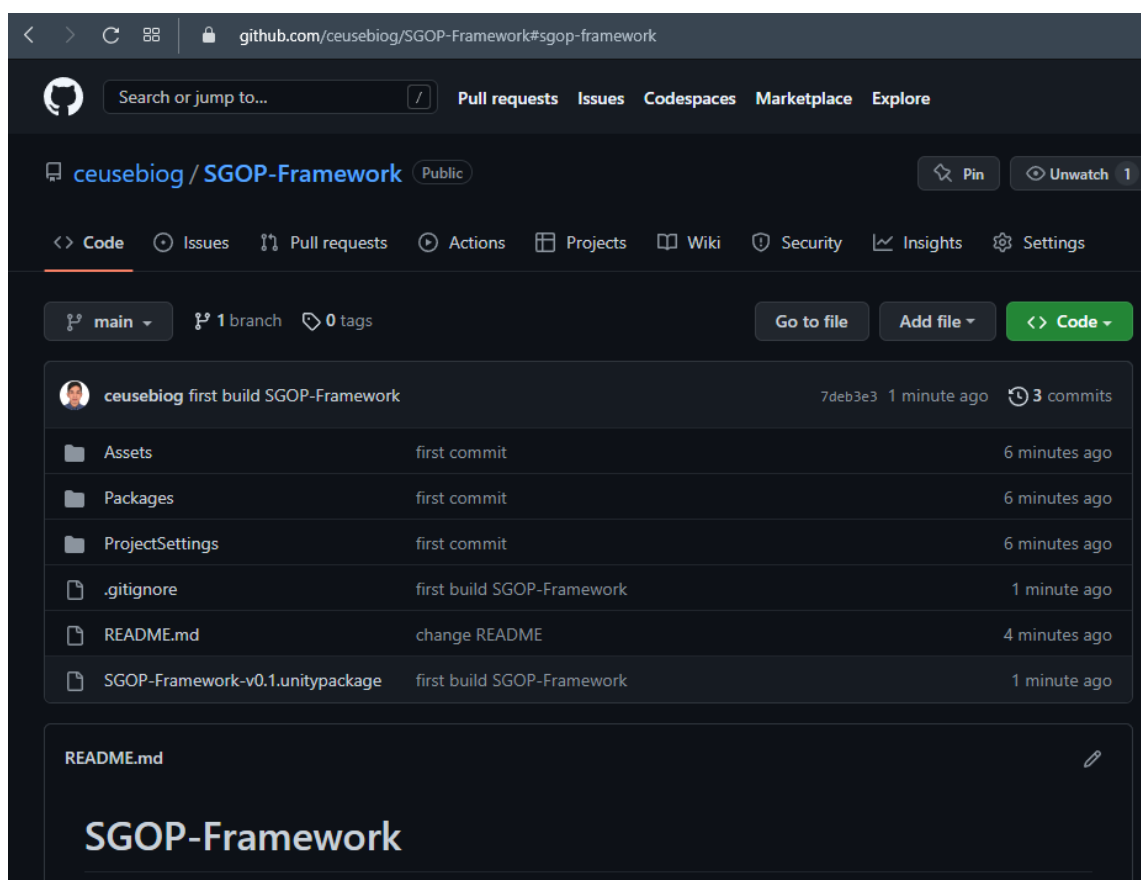 github.com/ceusebiog/SGOP-Framework#sgop-framework
Search or jump to... / Pull requests Issues Codespaces Marketplace Explore
ceusebiog / SGOP-Framework Public Pin Unwatch 1
Code Issues Pull requests Actions Projects Wiki Security Insights Settings
main 1 branch 0 tags Go to file Add file Code
ceusebiog first build SGOP-Framework 7deb3e3 1 minute ago 3 commits
Assets first commit 6 minutes ago
Packages first commit 6 minutes ago
ProjectSettings first commit 6 minutes ago
.gitignore first build SGOP-Framework 1 minute ago
README.md change README 4 minutes ago
SGOP-Framework-v0.1.unitypackage first build SGOP-Framework 1 minute ago
README.md
SGOP-Framework